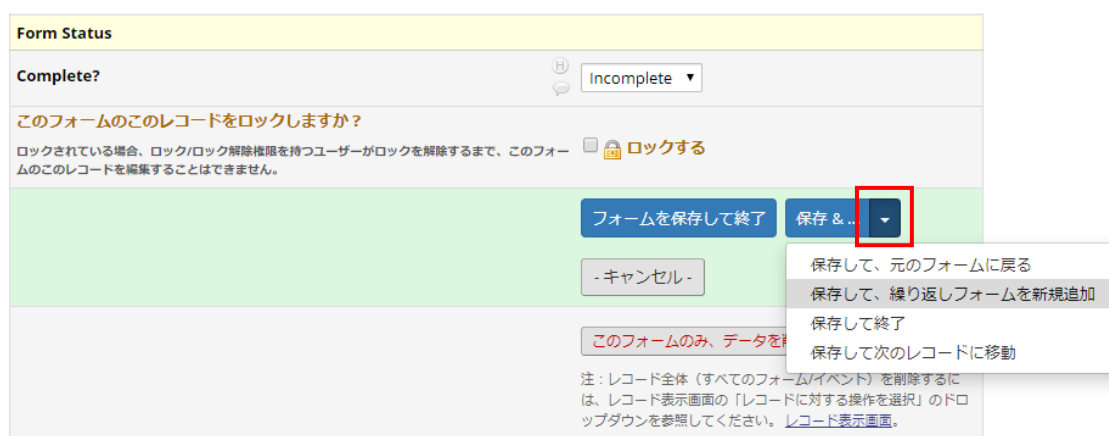 Form Status
Complete?
H
Incomplete
このフォームのこのレコードをロックしますか？
ロックされている場合、ロック/ロック解除権限を持つユーザーがロックを解除するまで、このフォー
ムのこのレコードを編集することはできません。
ロックする
フォームを保存して終了
保存 & ...
保存して、元のフォームに戻る
- キャンセル -
保存して、繰り返しフォームを新規追加
保存して終了
保存して次のレコードに移動
このフォームのみ、データを
注：レコード全体（すべてのフォーム/イベント）を削除するに
は、レコード表示画面の「レコードに対する操作を選択」のドロ
ップダウンを参照してください。 レコード表示画面。